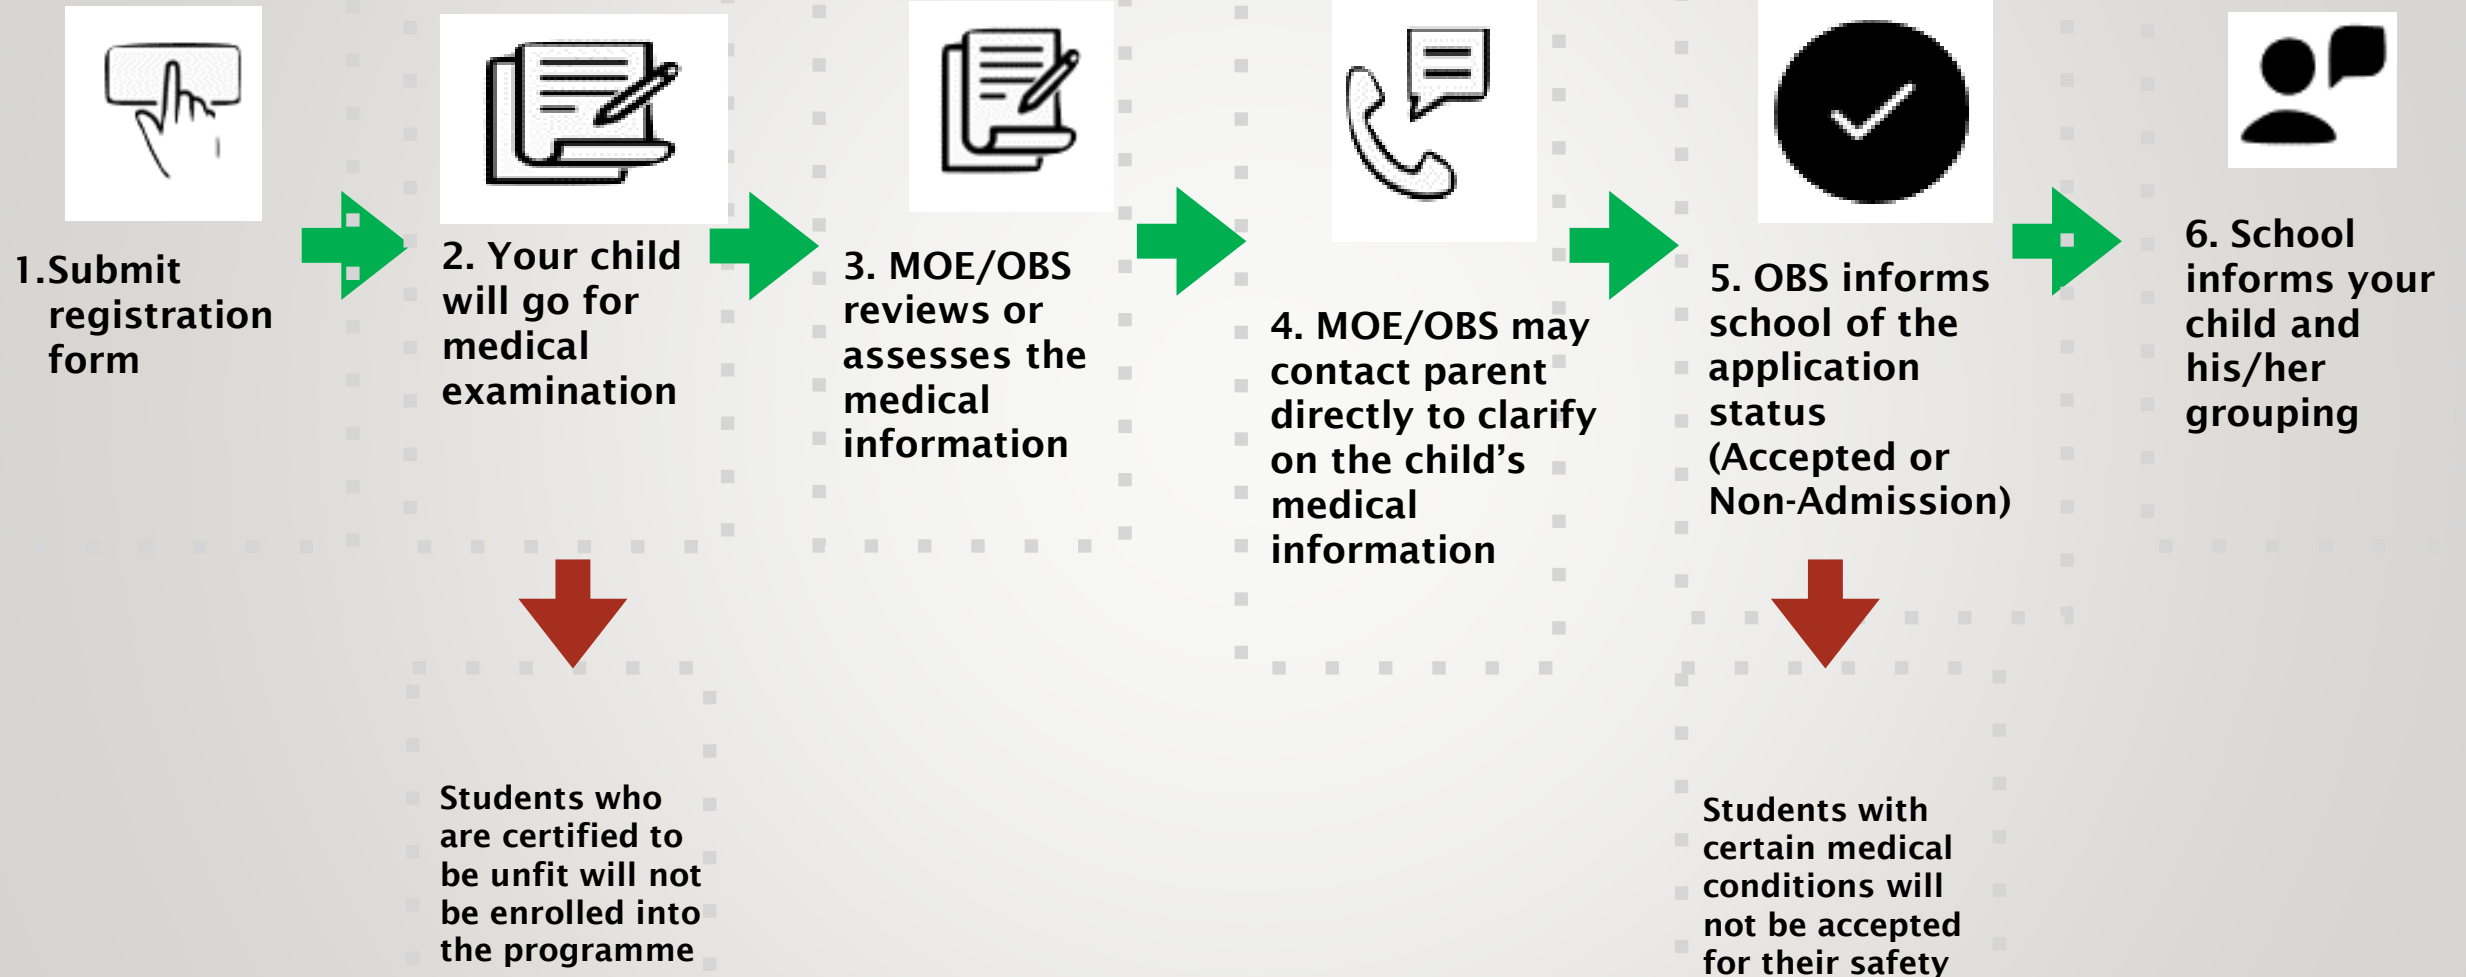 1.Submit
registration
form
2. Your child
will go for
medical
examination
3. MOE/OBS
reviews or
assesses the
medical
information
4. MOE/OBS may
contact parent
directly to clarify
on the child’s
medical
information
5. OBS informs
school of the
application
status
(Accepted or
Non-Admission)
6. School
informs your
child and
his/her
grouping
Students who
are certified to
be unfit will not
be enrolled into
the programme
Students with
certain medical
conditions will
not be accepted
for their safety